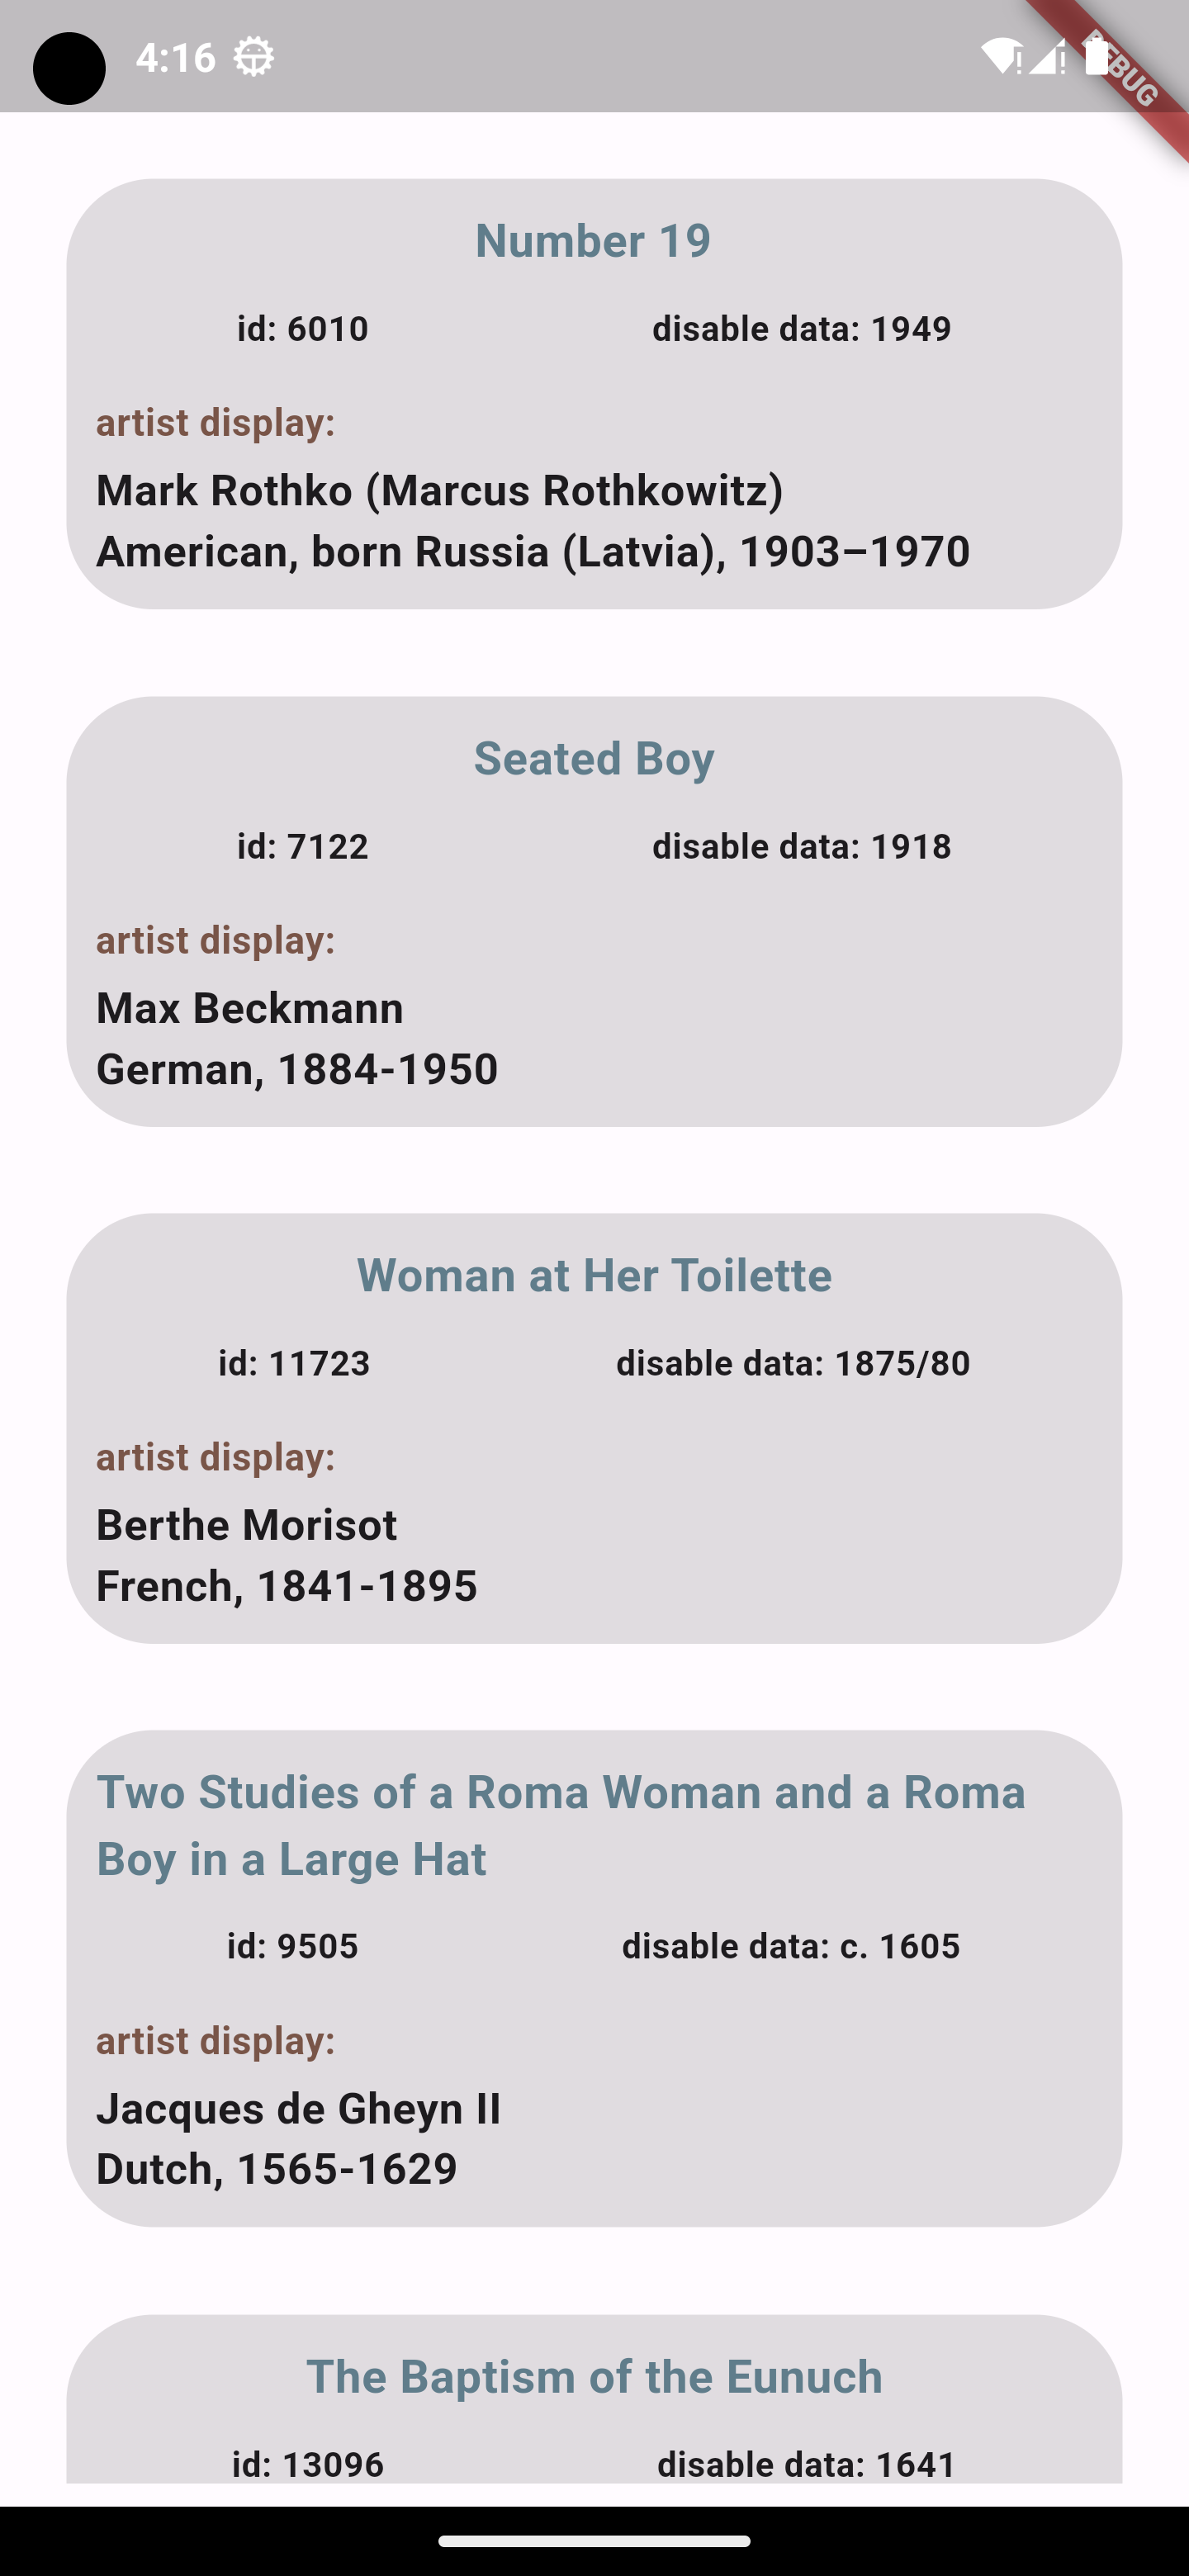 4:16
DEBUG
Number 19
id: 6010 disable data: 1949
artist display:
Mark Rothko (Marcus Rothkowitz)
American, born Russia (Latvia), 1903–1970
Seated Boy
id: 7122 disable data: 1918
artist display:
Max Beckmann
German, 1884-1950
Woman at Her Toilette
id: 11723 disable data: 1875/80
artist display:
Berthe Morisot
French, 1841-1895
Two Studies of a Roma Woman and a Roma
Boy in a Large Hat
id: 9505 disable data: c. 1605
artist display:
Jacques de Gheyn II
Dutch, 1565-1629
The Baptism of the Eunuch
id: 13096 disable data: 1641